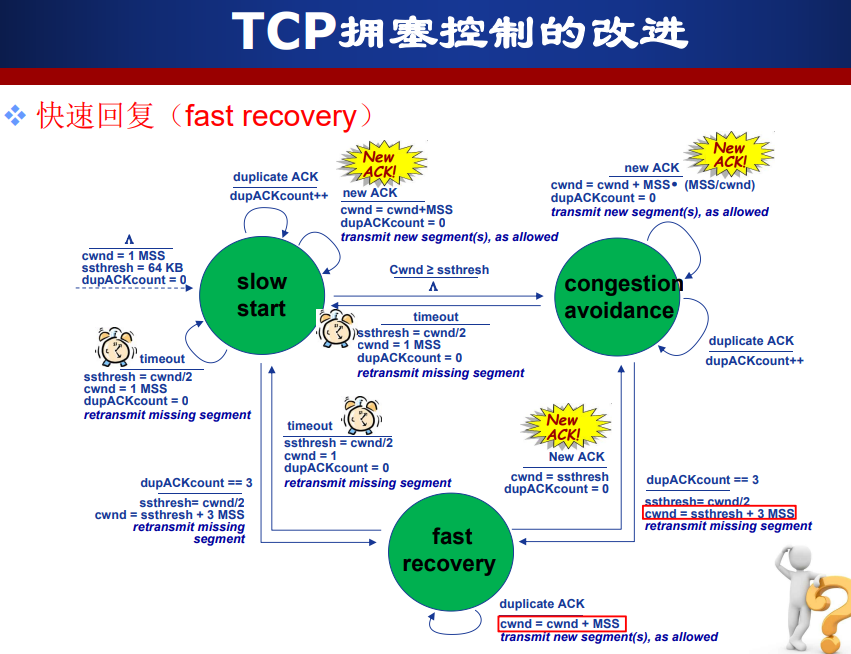 TCP拥塞控制的改进
快速回复（fast recovery）
duplicate ACK
dupACKcount++
New
ACK!
new ACK
cwnd = cwnd+MSS
dupACKcount = 0
transmit new segment(s), as allowed
New
ACK!
new ACK
cwnd = cwnd + MSS• (MSS/cwnd)
dupACKcount = 0
transmit new segment(s), as allowed
Λ
cwnd = 1 MSS
ssthresh = 64 KB
dupACKcount = 0
slow
start
Cwnd ≥ ssthresh
Λ
timeout
ssthresh = cwnd/2
cwnd = 1 MSS
dupACKcount = 0
retransmit missing segment
congestion
avoidance
duplicate ACK
dupACKcount++
timeout
ssthresh = cwnd/2
cwnd = 1 MSS
dupACKcount = 0
retransmit missing segment
timeout
ssthresh = cwnd/2
cwnd = 1
dupACKcount = 0
retransmit missing segment
New
ACK!
New ACK
cwnd = ssthresh
dupACKcount = 0
dupACKcount == 3
ssthresh= cwnd/2
cwnd = ssthresh + 3 MSS
retransmit missing
segment
dupACKcount == 3
ssthresh= cwnd/2
cwnd = ssthresh + 3 MSS
retransmit missing segment
fast
recovery
duplicate ACK
cwnd = cwnd + MSS
transmit new segment(s), as allowed